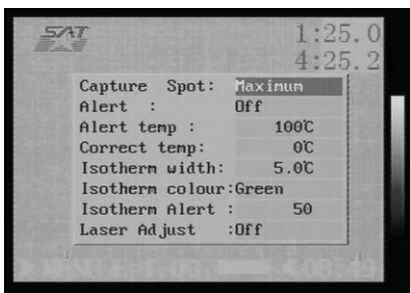 SAT
1:25.0
4:25.2
Capture Spot: Maximum
Alert : Off
Alert temp : 100℃
Correct temp: 0℃
Isotherm width: 5.0℃
Isotherm colour:Green
Isotherm Alert : 50
Laser Adjust :Off